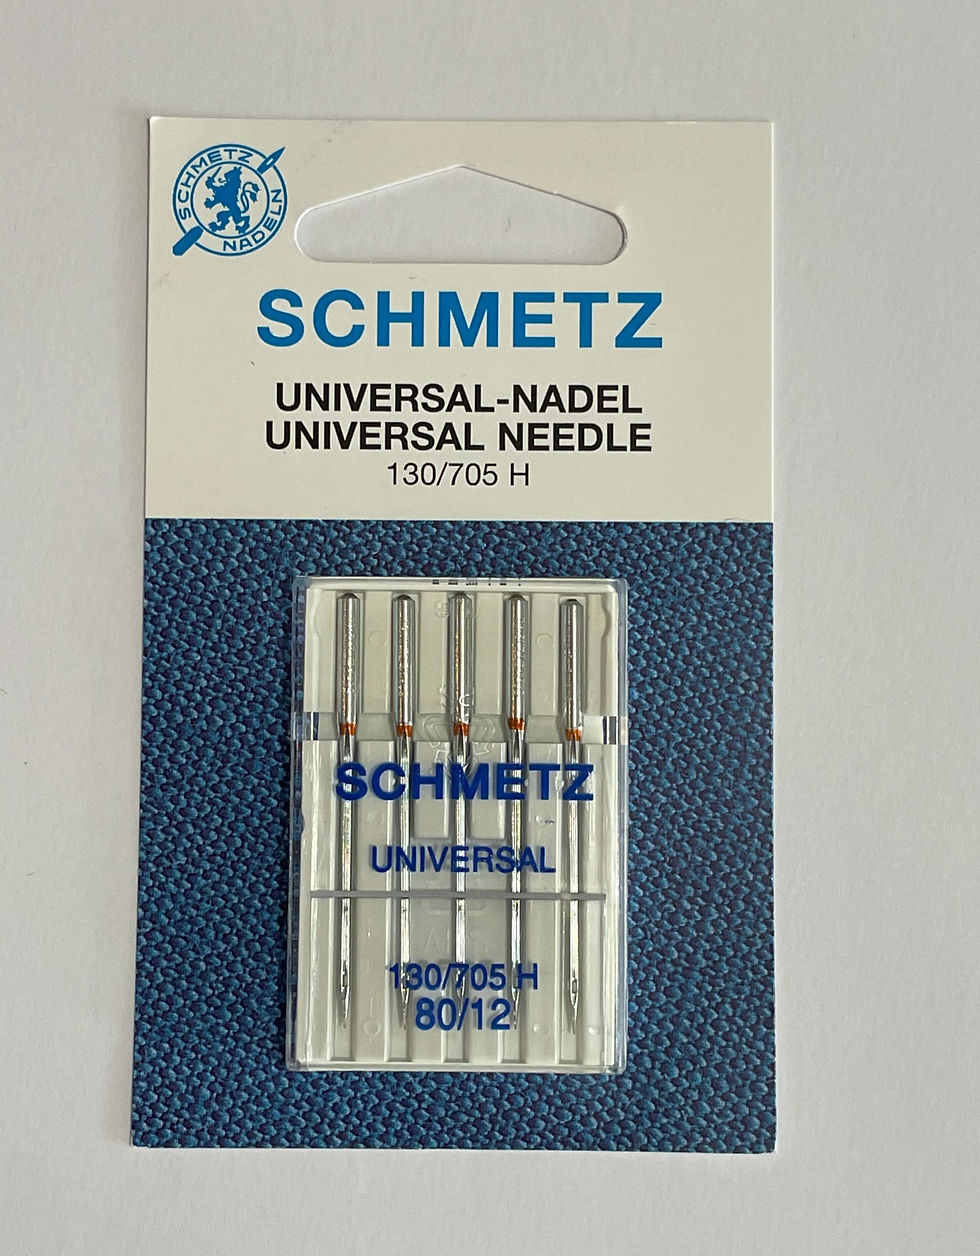 SCHMETZ
NADELN
SCHMETZ
UNIVERSAL-NADEL
UNIVERSAL NEEDLE
130/705 H
SCHMETZ
UNIVERSAL
130/705 H
80/12